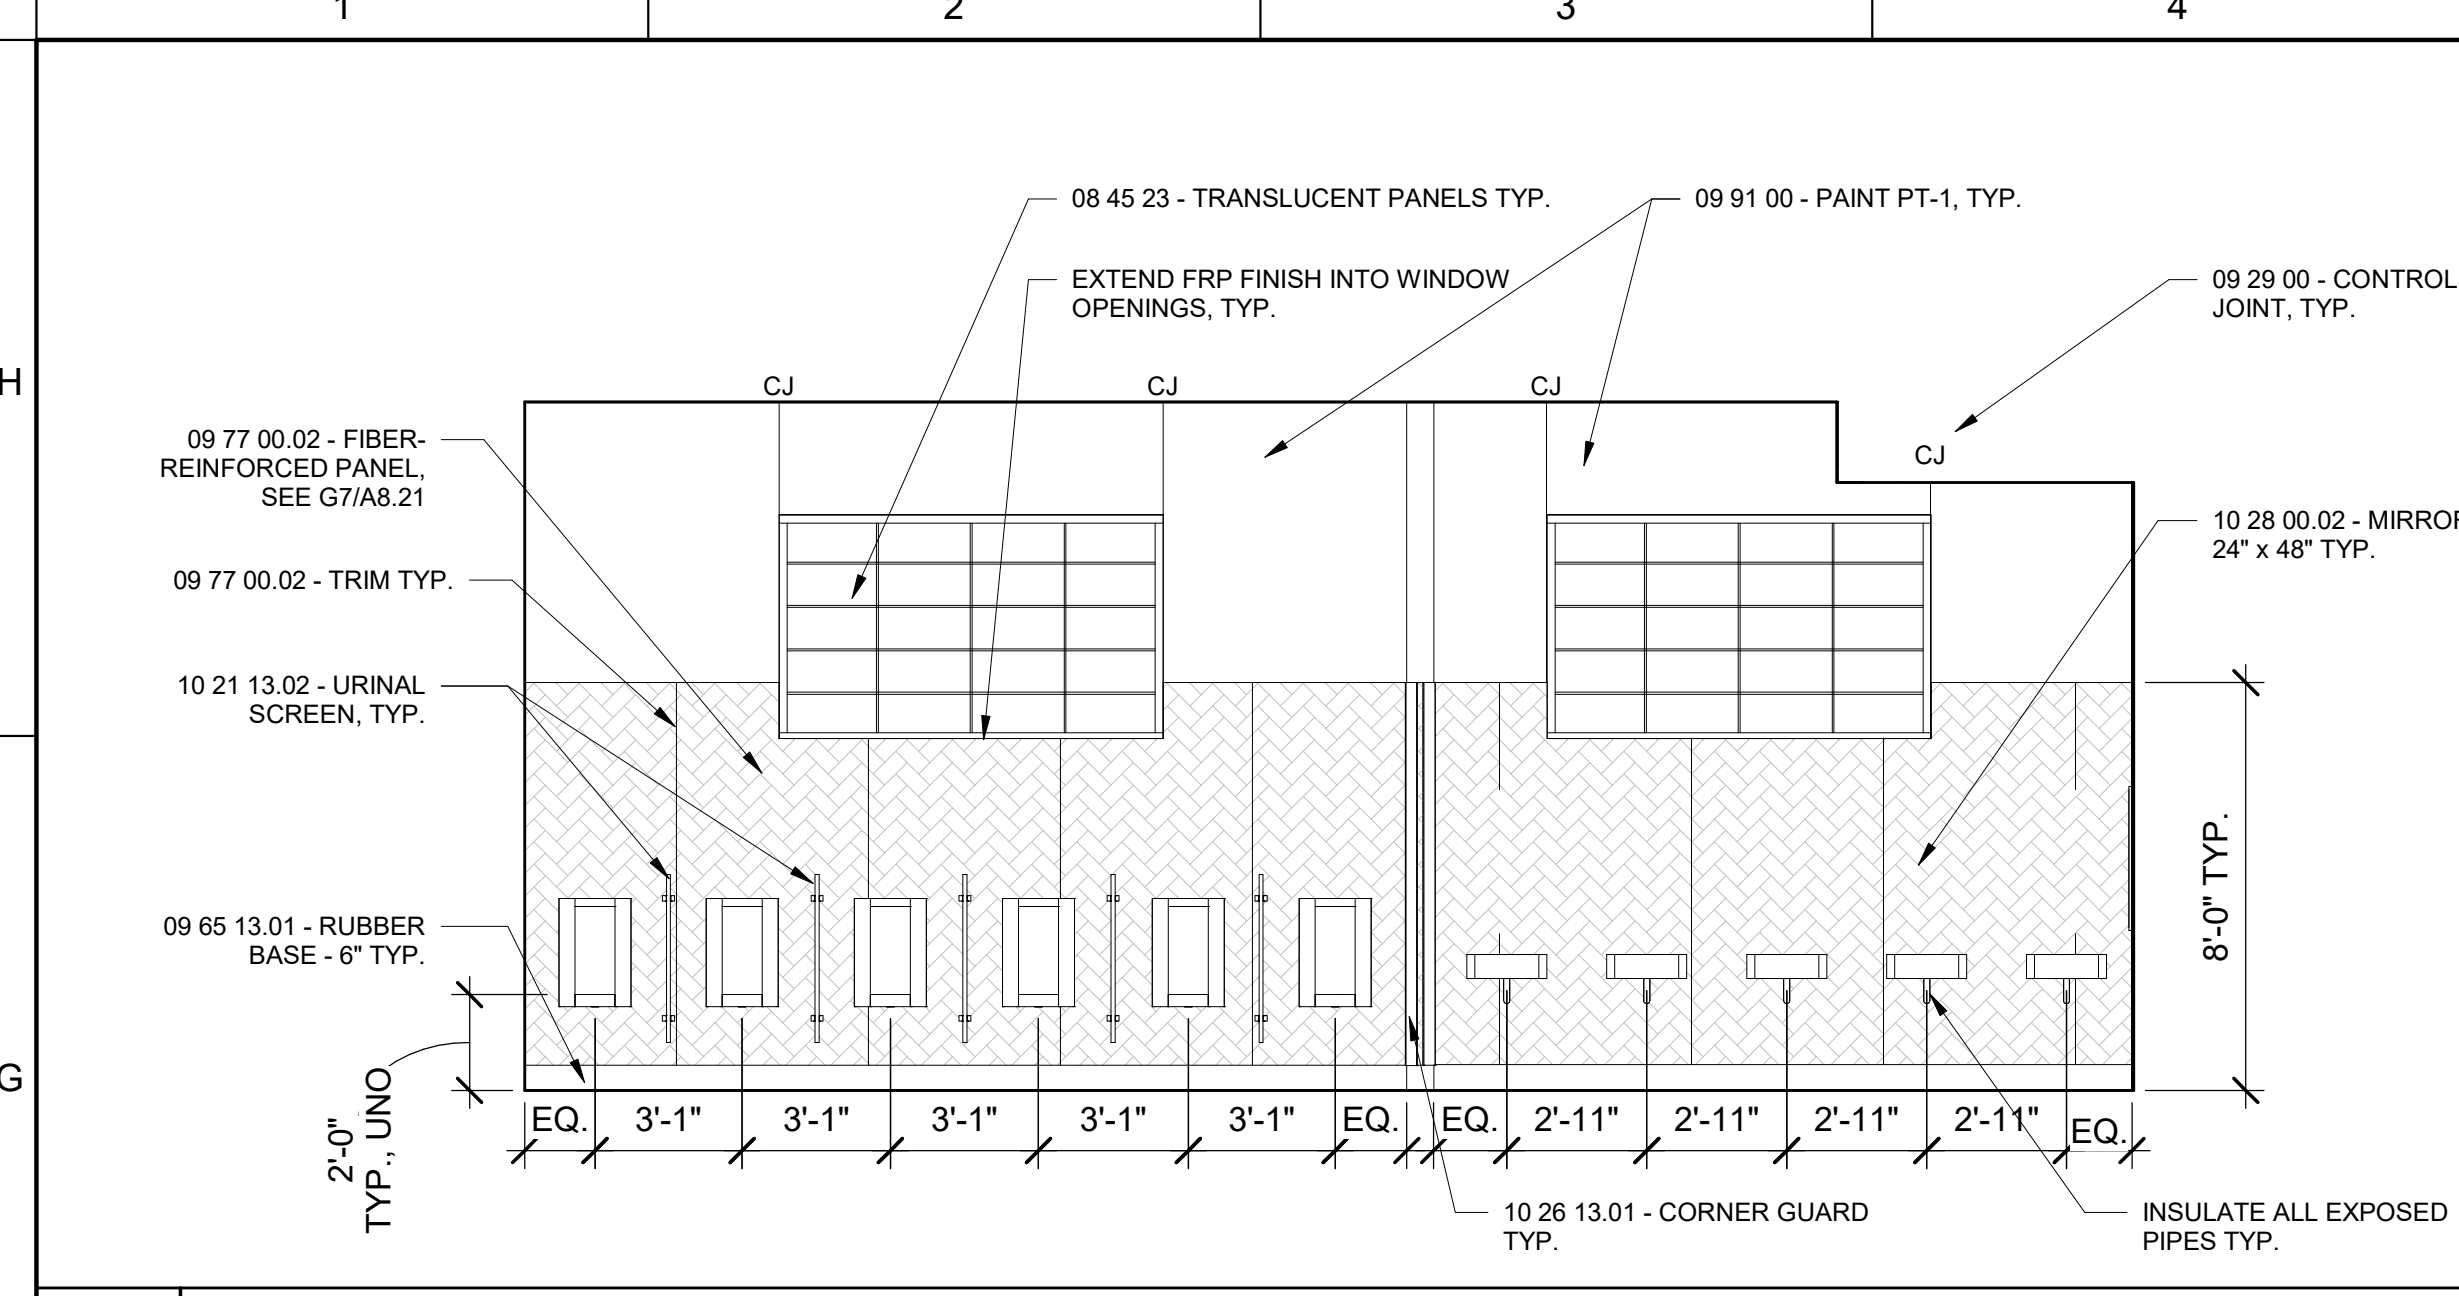 1
2
3
4
H
G
08 45 23 - TRANSLUCENT PANELS TYP.
09 91 00 - PAINT PT-1, TYP.
EXTEND FRP FINISH INTO WINDOW
OPENINGS, TYP.
09 29 00 - CONTROL
JOINT, TYP.
CJ
CJ
CJ
CJ
09 77 00.02 - FIBER-
REINFORCED PANEL,
SEE G7/A8.21
10 28 00.02 - MIRROR
24" x 48" TYP.
09 77 00.02 - TRIM TYP.
10 21 13.02 - URINAL
SCREEN, TYP.
09 65 13.01 - RUBBER
BASE - 6" TYP.
8'-0" TYP.
2'-0"
TYP., UNO
EQ.
3'-1"
3'-1"
3'-1"
3'-1"
3'-1"
EQ.
EQ.
2'-11"
2'-11"
2'-11"
2'-11"
EQ.
10 26 13.01 - CORNER GUARD
TYP.
INSULATE ALL EXPOSED
PIPES TYP.